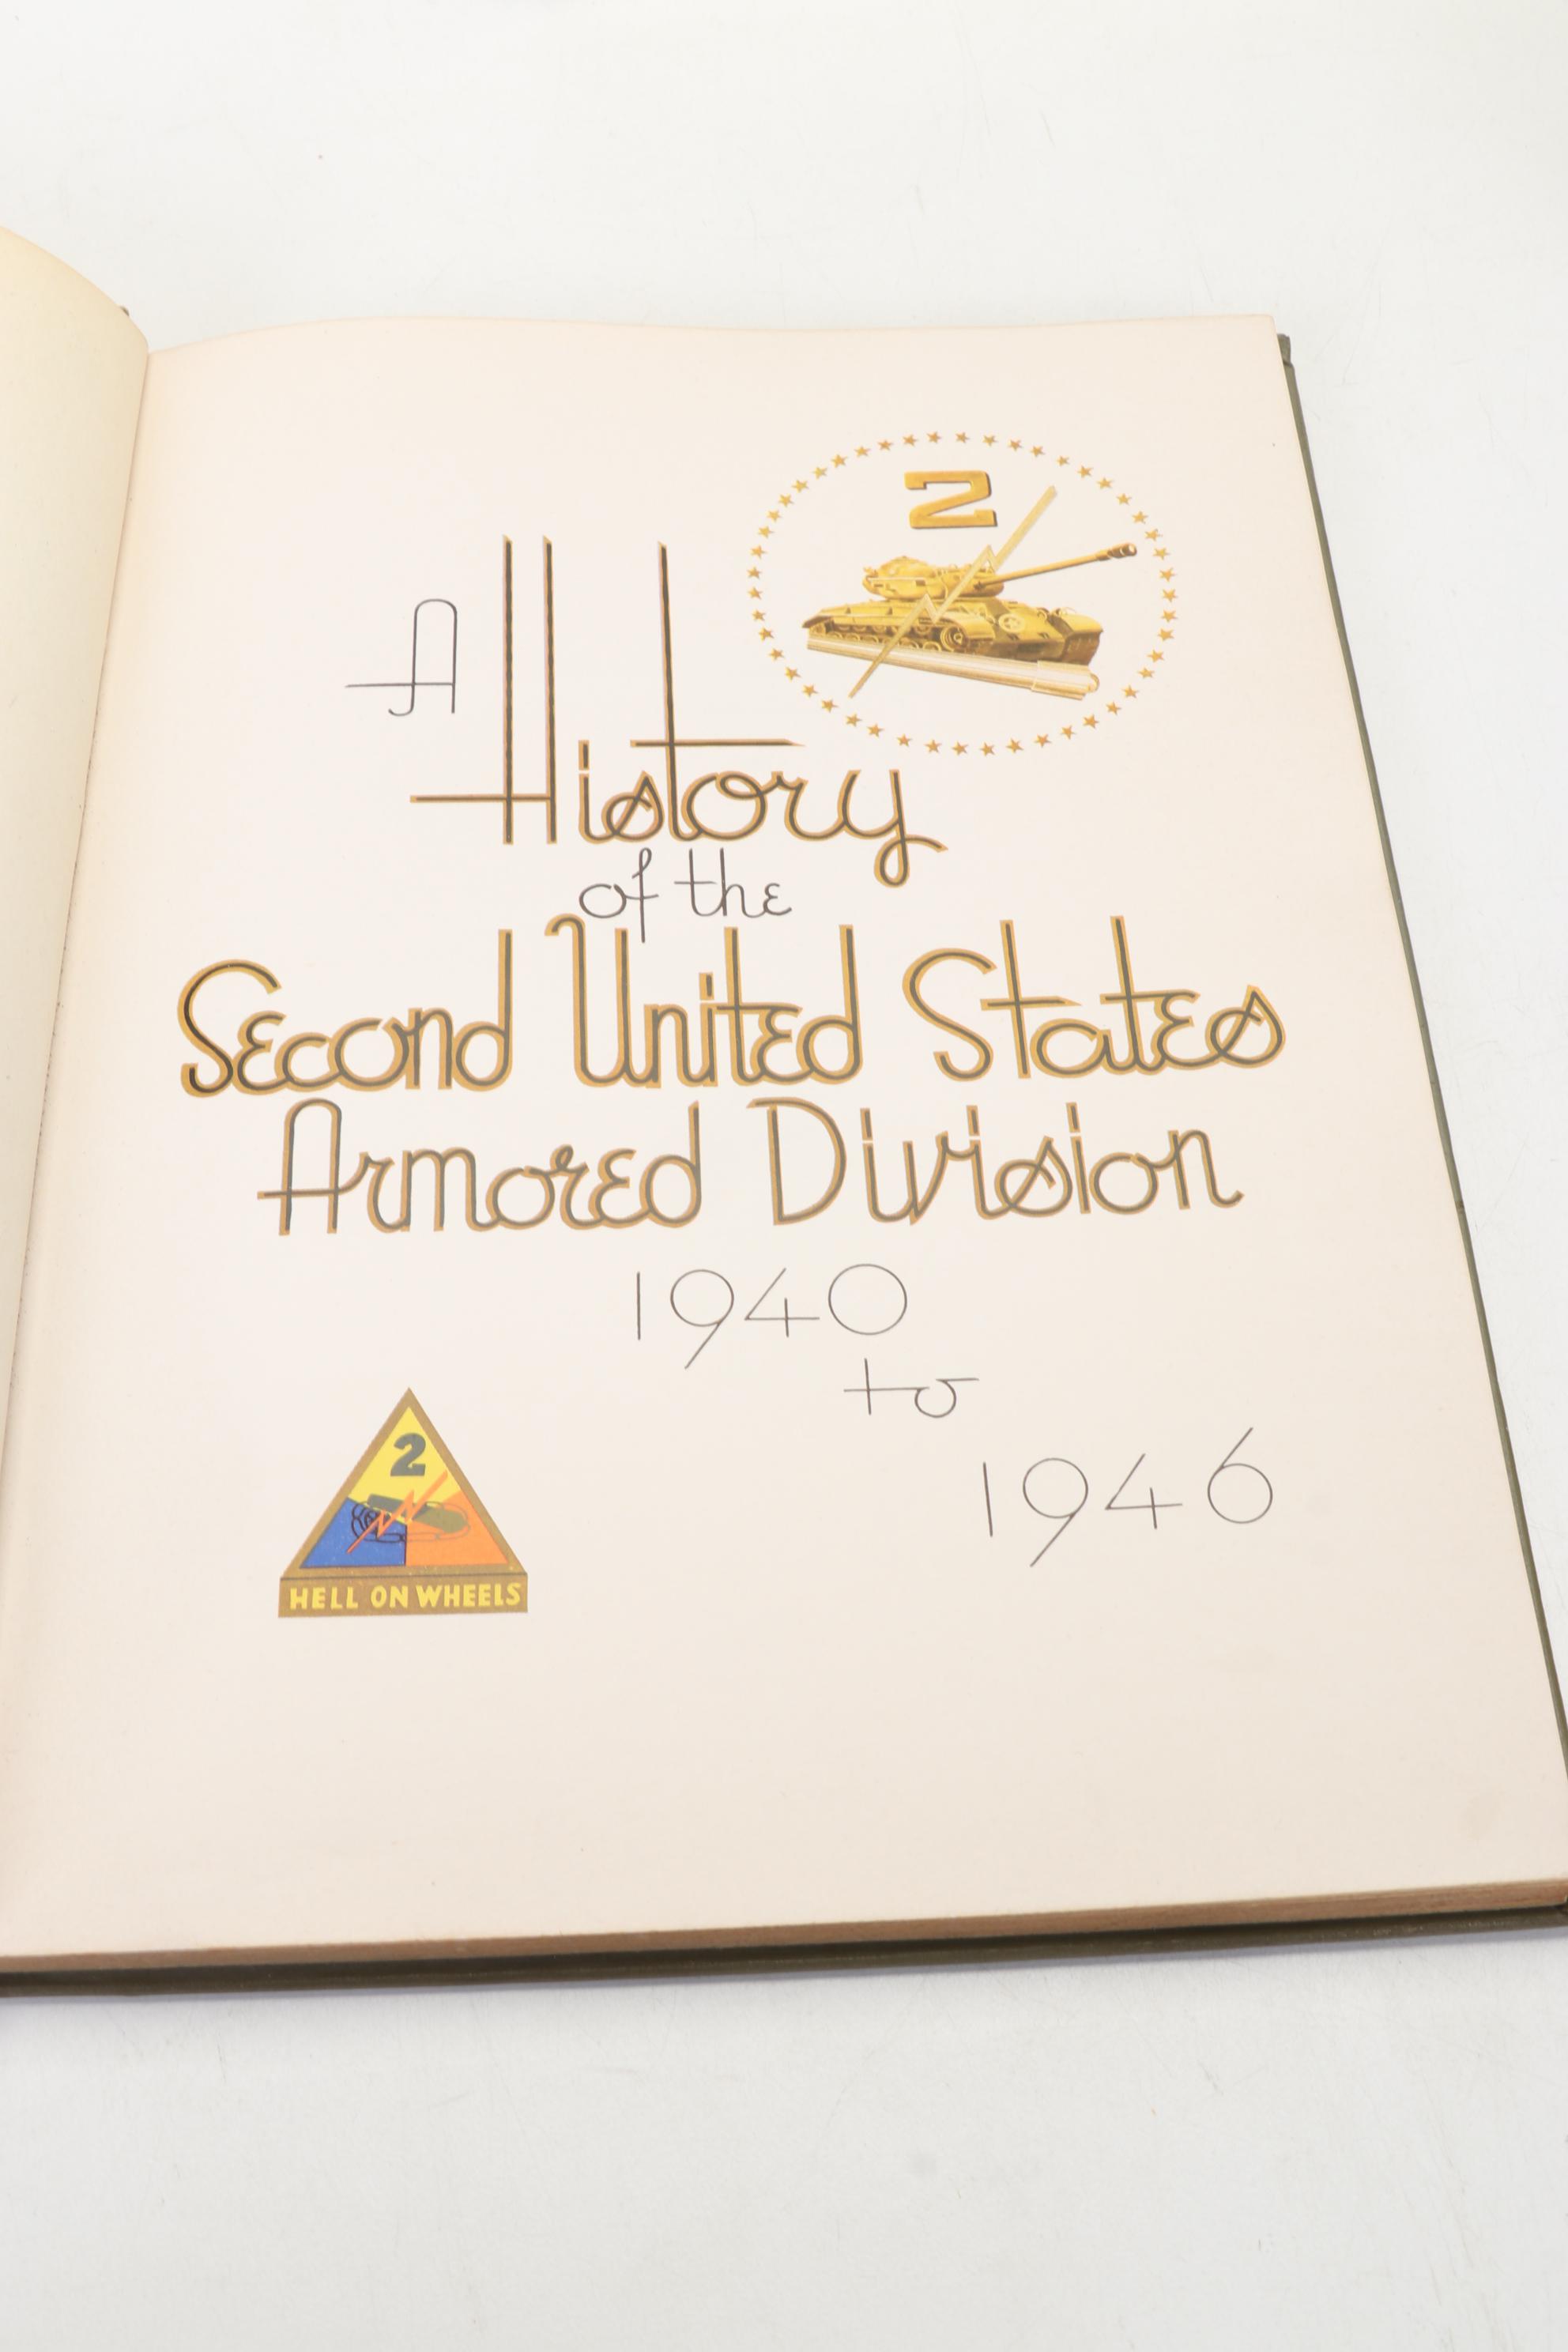 2
A
History
of the
Second United States
Armored Division
1940
to
1946
2
HELL ON WHEELS